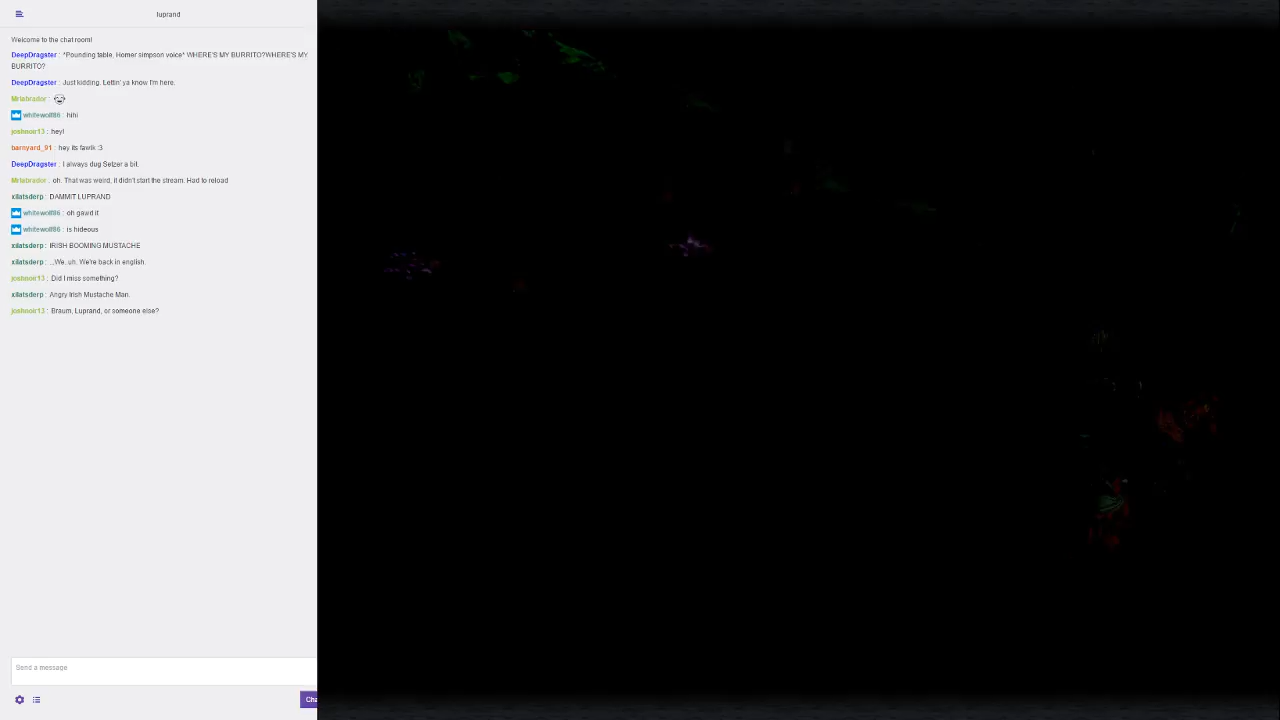 luprand
Welcome to the chat room!
DeepDragster : *Pounding table, Homer simpson voice* WHERE'S MY BURRITO?WHERE'S MY
BURRITO?
DeepDragster : Just kidding. Lettin' ya know I'm here.
Mrlabrador :
whitewolf86 : hihi
joshnoir13 : hey!
barnyard_91 : hey its fawlk :3
DeepDragster : I always dug Setzer a bit.
Mrlabrador : oh. That was weird, it didn't start the stream. Had to reload
xilatsderp : DAMMIT LUPRAND
whitewolf86 : oh gawd it
whitewolf86 : is hideous
xilatsderp : IRISH BOOMING MUSTACHE
xilatsderp : ...We..uh. We're back in english.
joshnoir13 : Did I miss something?
xilatsderp : Angry Irish Mustache Man.
joshnoir13 : Braum, Luprand, or someone else?
Send a message
Cha